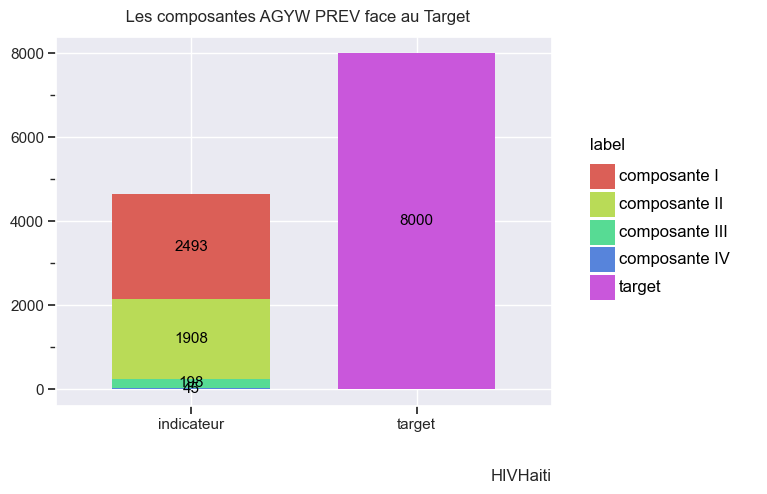 Les composantes AGYW PREV face au Target
8000
6000
4000
2000
0
2493
1908
198
45
8000
indicateur
target
label
composante I
composante II
composante III
composante IV
target
HIVHaiti